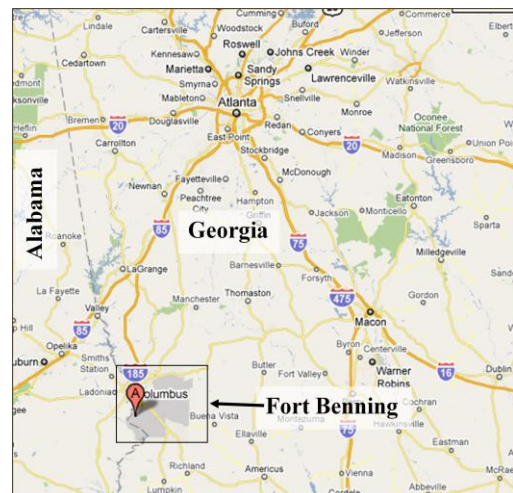 Lindale
Cartersville
Woodstock
Cumming
Buford
Commerce
Jefferson
Rome
Roswell
Kennesaw
Johns Creek
Winder
Cedartown
Marietta
Sandy Springs
Lawrenceville
Smyrna
Watkinsville
Mableton
Snellville
Atlanta
Monroe
Oconee National Forest
Bremen
20
Douglasville
Redan
Heflin
East Point
Conyers
Union Point
Carrollton
Stockbridge
20
Madison
Greensboro
McDonough
Newnan
Fayetteville
Peachtree City
Hampton
Eatonton
Alabama
Griffin
Jackson
Monticello
Sparta
85
Georgia
75
Roanoke
Milledgeville
LaGrange
Barnesville
Forsyth
La Fayette
475
Gordon
Manchester
Thomaston
Valley
Macon
85
Opelika
Byron
Centerville
Smiths Station
185
Butler
Fort Valley
Warner Robins
Dublin
16
Ladonia
A
Columbus
Fort Benning
Cochran
Buena Vista
Montezuma
Hawkinsville
75
Ellaville
Eastman
Richland
Americus
Vienna
McRae
Lumpkin
Cordele
Abbeville